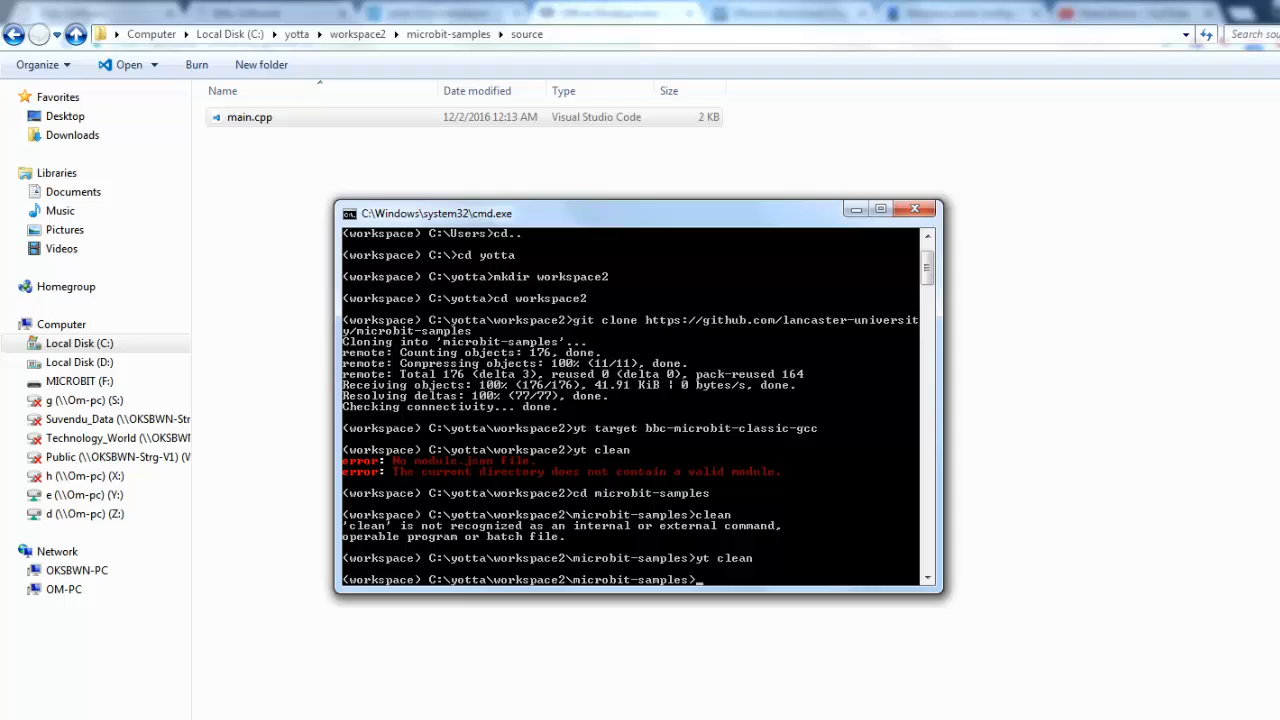 Computer
Local Disk (C:)
yotta
workspace2
microbit-samples
source
Organize
Open
Burn
New folder
Name
Date modified
Type
Size
main.cpp
12/2/2016 12:13 AM
Visual Studio Code
2 KB
Favorites
Desktop
Downloads
Libraries
Documents
Music
Pictures
Videos
Homegroup
Computer
Local Disk (C:)
Local Disk (D:)
MICROBIT (F:)
g (\\Om-pc) (S:)
Suvendu_Data (\\OKSBWN-Str
Technology_World (\\OKSBWN
Public (\\OKSBWN-Strg-V1) (V
h (\\Om-pc) (X:)
e (\\Om-pc) (Y:)
d (\\Om-pc) (Z:)
Network
OKSBWN-PC
OM-PC
C:\Windows\system32\cmd.exe
(workspace) C:\Users>cd..
(workspace) C:\>cd yotta
(workspace) C:\yotta>mkdir workspace2
(workspace) C:\yotta>cd workspace2
(workspace) C:\yotta\workspace2>git clone https://github.com/lancaster-universit
y/microbit-samples
Cloning into 'microbit-samples'...
remote: Counting objects: 176, done.
remote: Compressing objects: 100% (11/11), done.
remote: Total 176 (delta 3), reused 0 (delta 0), pack-reused 164
Receiving objects: 100% (176/176), 41.91 KiB | 0 bytes/s, done.
Resolving deltas: 100% (77/77), done.
Checking connectivity... done.
(workspace) C:\yotta\workspace2>yt target bbc-microbit-classic-gcc
(workspace) C:\yotta\workspace2>yt clean
error: No module.json file.
error: The current directory does not contain a valid module.
(workspace) C:\yotta\workspace2>cd microbit-samples
(workspace) C:\yotta\workspace2\microbit-samples>clean
'clean' is not recognized as an internal or external command,
operable program or batch file.
(workspace) C:\yotta\workspace2\microbit-samples>yt clean
(workspace) C:\yotta\workspace2\microbit-samples>_